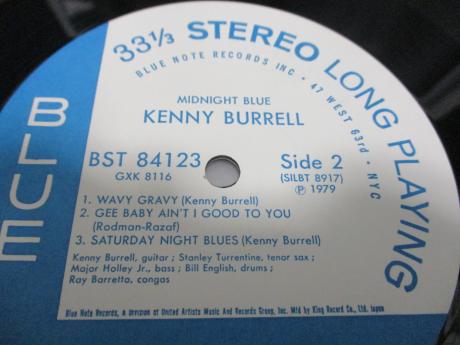 33⅓ STEREO LONG PLAYING
BLUE NOTE RECORDS INC • 47 WEST 63rd • NYC
BLUE
MIDNIGHT BLUE
KENNY BURRELL
BST 84123
GXK 8116
Side 2
(SILBT 8917)
Ⓟ 1979
1. WAVY GRAVY (Kenny Burrell)
2. GEE BABY AIN'T I GOOD TO YOU
(Rodman-Razaf)
3. SATURDAY NIGHT BLUES (Kenny Burrell)
Kenny Burrell, guitar ; Stanley Turrentine, tenor sax ;
Major Holley Jr., bass ; Bill English, drums ;
Ray Barretta, congas
Blue Note Records, a Division of United Artists Music and Records Group, Inc. Mft by King Record Co., Ltd. Japan